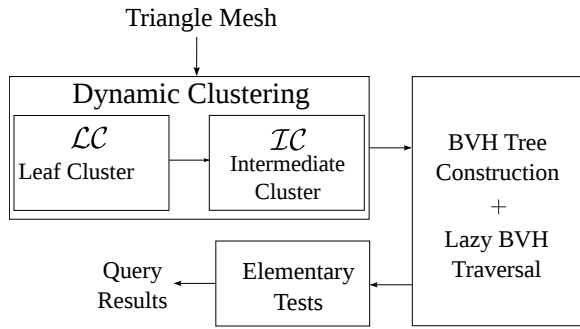 Triangle Mesh
Dynamic Clustering
ℒ𝒞
Leaf Cluster
ℐ𝒞
Intermediate
Cluster
BVH Tree
Construction
+
Lazy BVH
Traversal
Elementary
Tests
Query
Results